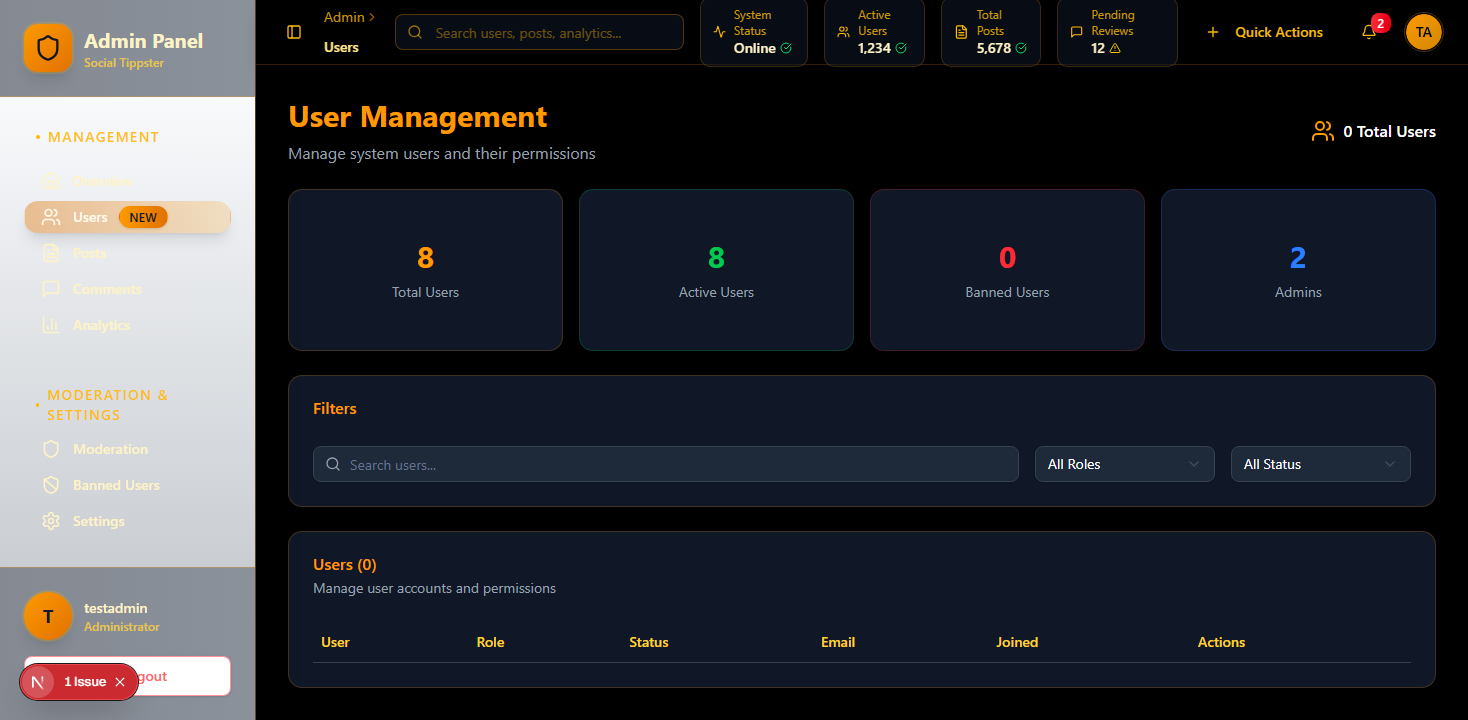 Admin Panel
Social Tippster
MANAGEMENT
Users NEW
Posts
Comments
Analytics
MODERATION &
SETTINGS
Moderation
Banned Users
Settings
T
testadmin
Administrator
N 1 Issue
gout
Admin
Users
Search users, posts, analytics...
System
Status
Online
Active
Users
1,234
Total
Posts
5,678
Pending
Reviews
12
Quick Actions
2
TA
User Management
Manage system users and their permissions
0 Total Users
8
Total Users
8
Active Users
0
Banned Users
2
Admins
Filters
Search users...
All Roles
All Status
Users (0)
Manage user accounts and permissions
User Role Status Email Joined Actions